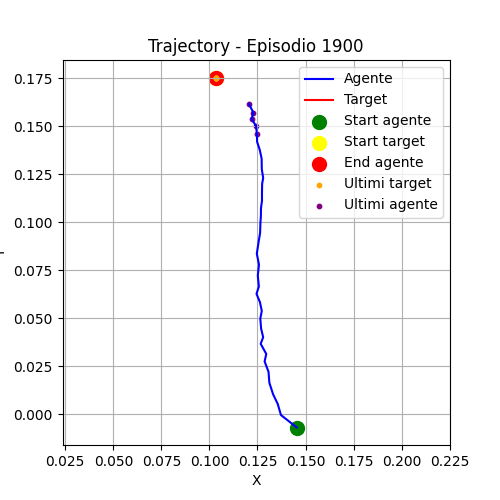 Trajectory - Episodio 1900
Agente
Target
Start agente
Start target
End agente
Ultimi target
Ultimi agente
0.175
0.150
0.125
0.100
0.075
0.050
0.025
0.000
0.025 0.050 0.075 0.100 0.125 0.150 0.175 0.200 0.225
X